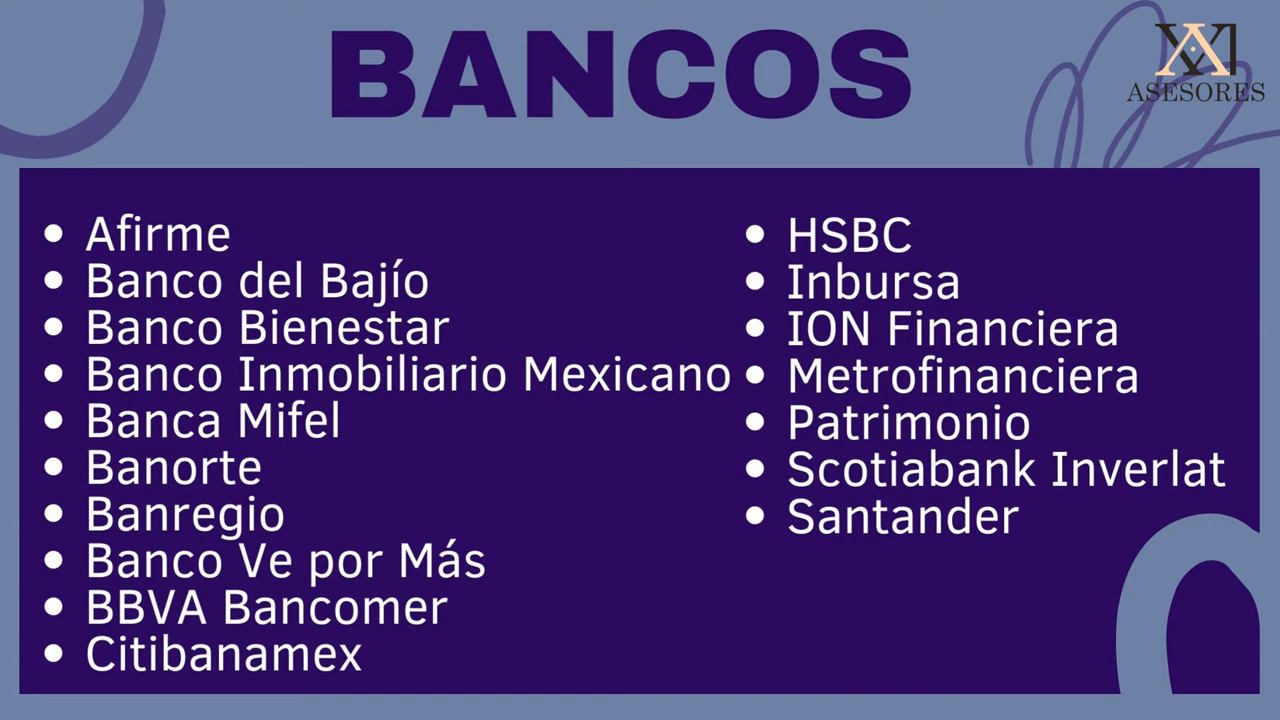 BANCOS
ASESORES
Afirme
Banco del Bajío
Banco Bienestar
Banco Inmobiliario Mexicano
Banca Mifel
Banorte
Banregio
Banco Ve por Más
BBVA Bancomer
Citibanamex
HSBC
Inbursa
ION Financiera
Metrofinanciera
Patrimonio
Scotiabank Inverlat
Santander